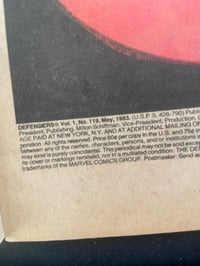 DEFENDERS® Vol. 1, No. 119, May, 1983. (U.S.P.S. 426-790) Publish
President, Publishing, Milton Schiffman, Vice-President, Production,
AGE PAID AT NEW YORK, N.Y. AND AT ADDITIONAL MAILING OF
poration. All rights reserved. Price 60¢ per copy in the U.S. and 75¢ in
between any of the names, characters, persons, and/or institutions i
may exist is purely coincidental. This periodical may not be sold exce
its cover or markings removed, nor in a mutilated condition. THE DE
trademarks of the MARVEL COMICS GROUP. Postmaster: Send a